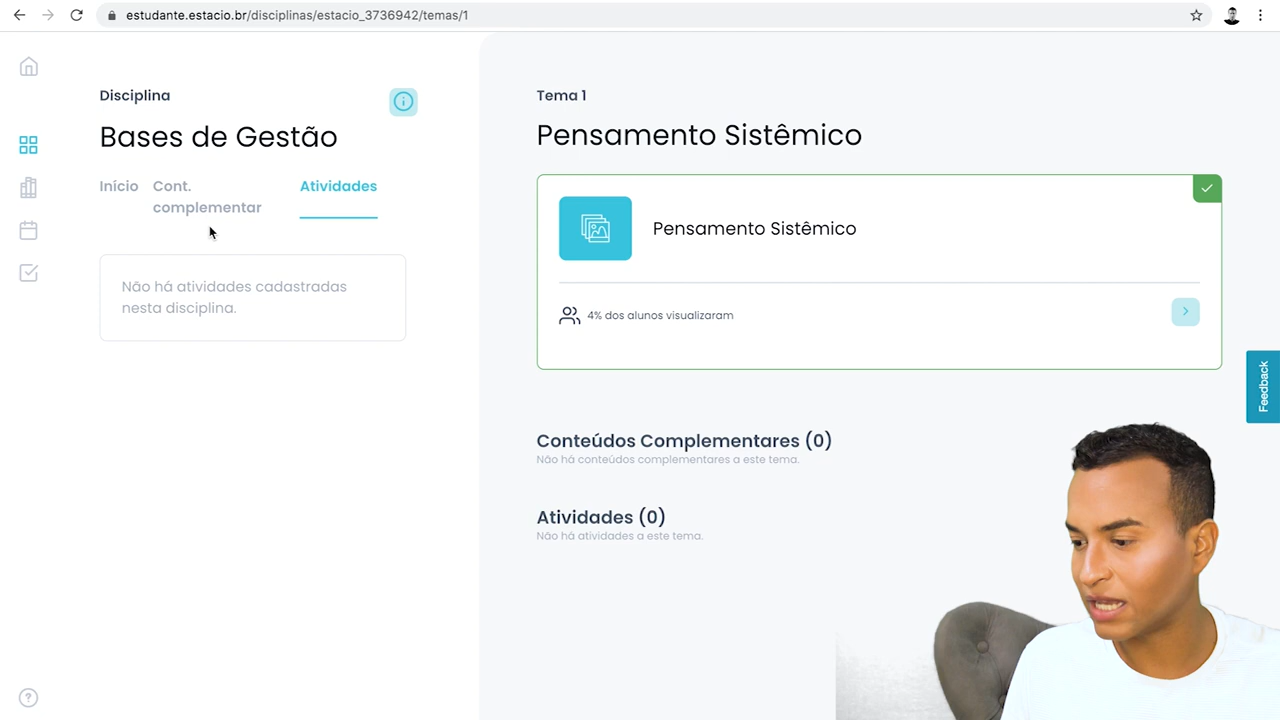 estudante.estacio.br/disciplinas/estacio_3736942/temas/1
Disciplina
Bases de Gestão
Início
Cont. complementar
Atividades
Não há atividades cadastradas
nesta disciplina.
Tema 1
Pensamento Sistêmico
Pensamento Sistêmico
4% dos alunos visualizaram
Conteúdos Complementares (0)
Não há conteúdos complementares a este tema.
Atividades (0)
Não há atividades a este tema.
Feedback